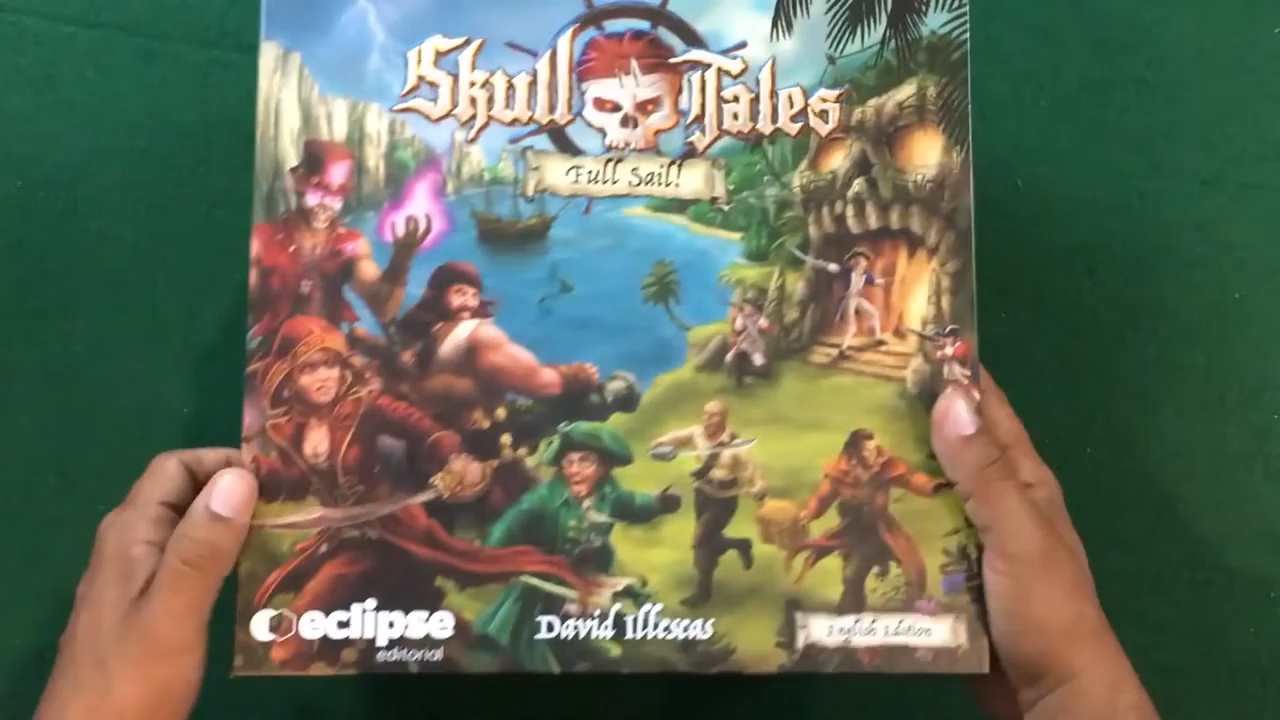 Skull Tales
Full Sail!
eclipse
editorial
David Illescas
English Edition